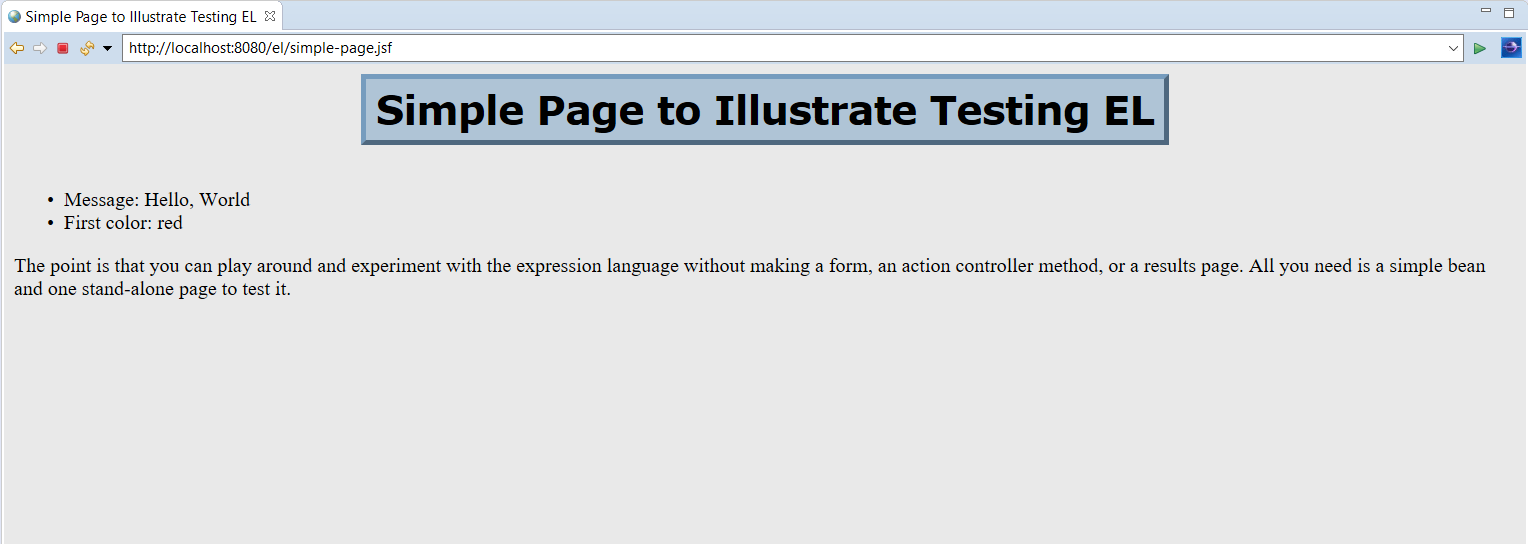 Simple Page to Illustrate Testing EL
http://localhost:8080/el/simple-page.jsf
Simple Page to Illustrate Testing EL
• Message: Hello, World
• First color: red
The point is that you can play around and experiment with the expression language without making a form, an action controller method, or a results page. All you need is a simple bean
and one stand-alone page to test it.